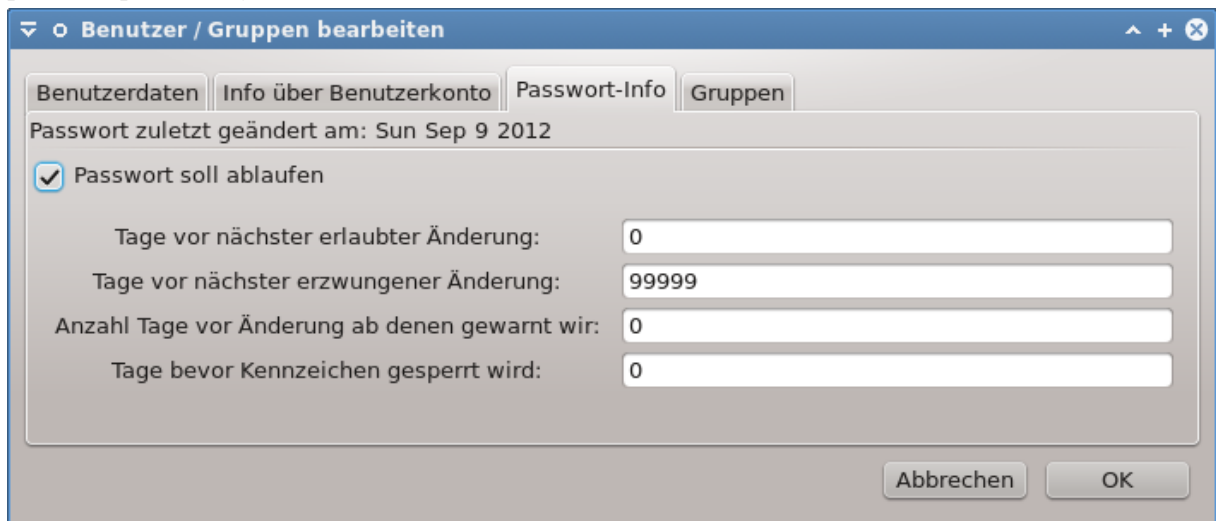 Benutzer / Gruppen bearbeiten
Benutzerdaten Info über Benutzerkonto Passwort-Info Gruppen
Passwort zuletzt geändert am: Sun Sep 9 2012
Passwort soll ablaufen
Tage vor nächster erlaubter Änderung: 0
Tage vor nächster erzwungener Änderung: 99999
Anzahl Tage vor Änderung ab denen gewarnt wir: 0
Tage bevor Kennzeichen gesperrt wird: 0
Abbrechen OK